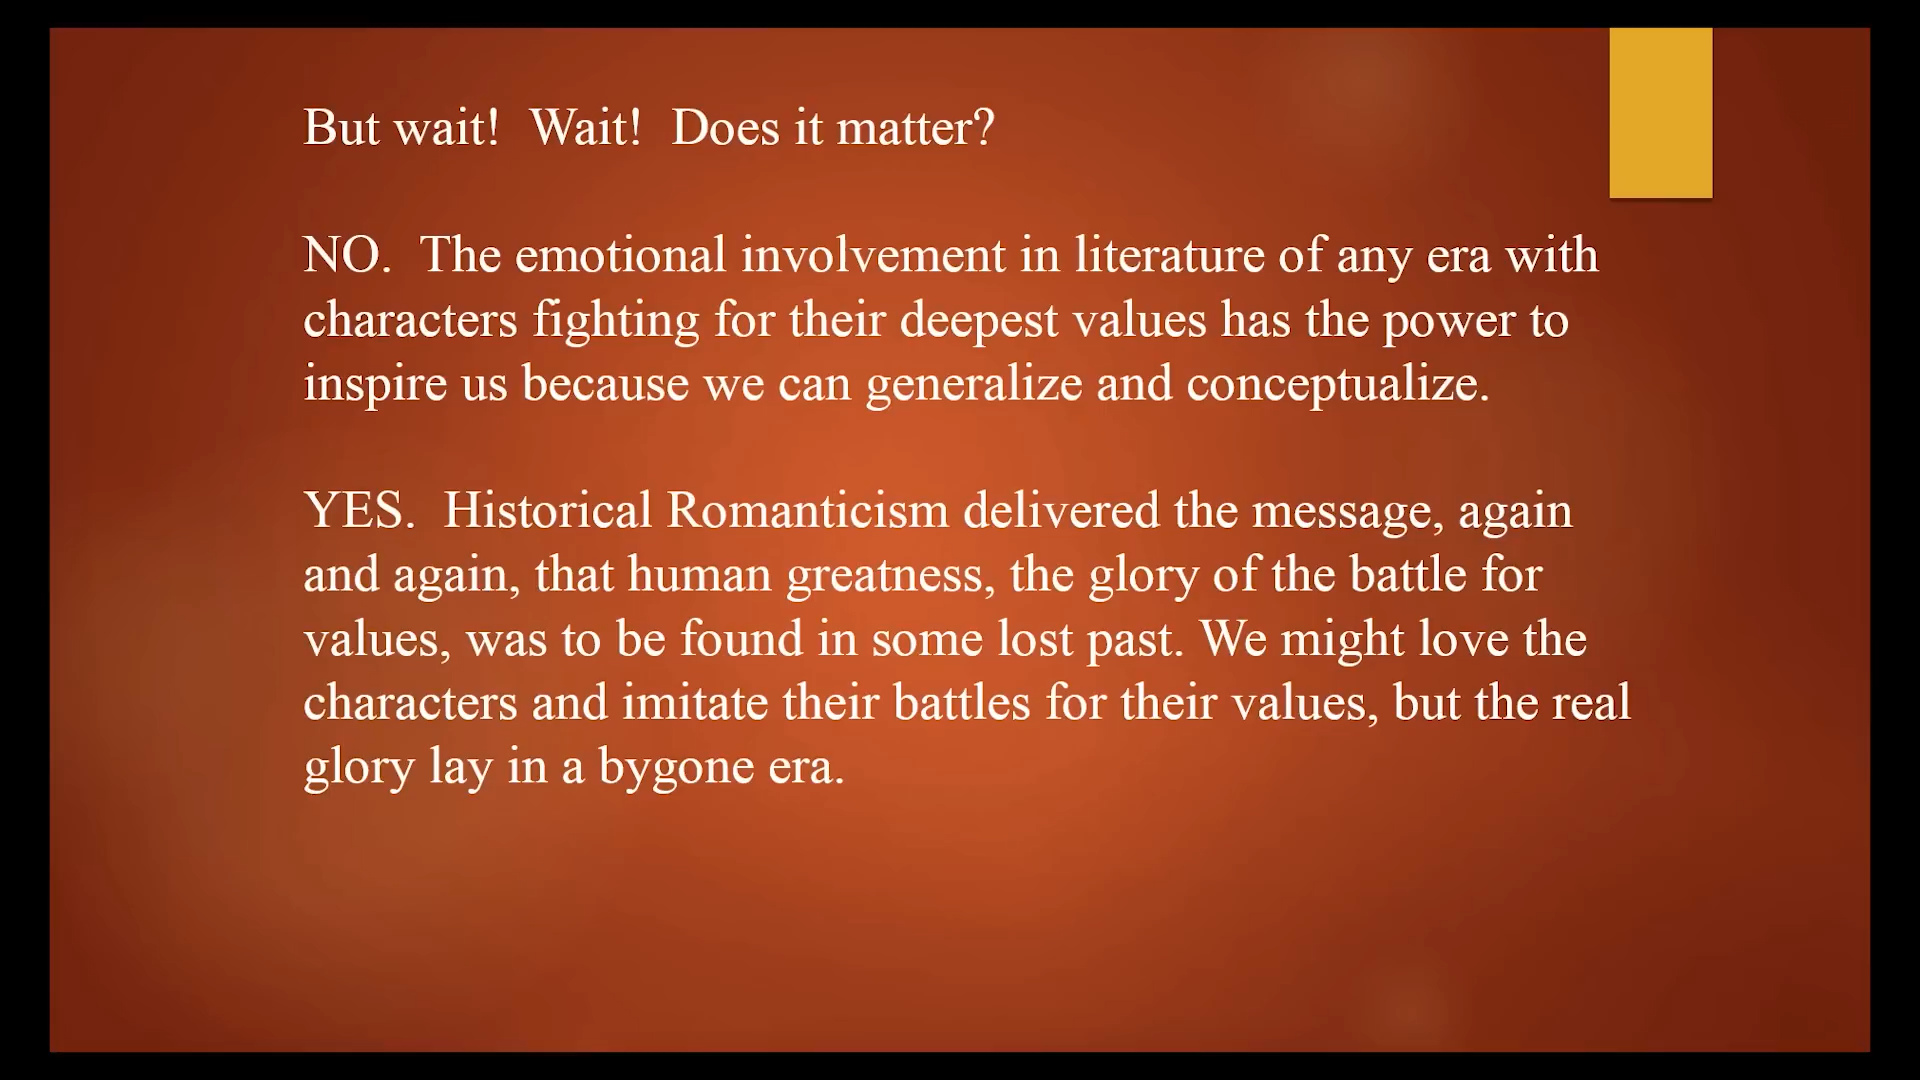 But wait!  Wait!  Does it matter?
NO.  The emotional involvement in literature of any era with
characters fighting for their deepest values has the power to
inspire us because we can generalize and conceptualize.
YES.  Historical Romanticism delivered the message, again
and again, that human greatness, the glory of the battle for
values, was to be found in some lost past. We might love the
characters and imitate their battles for their values, but the real
glory lay in a bygone era.